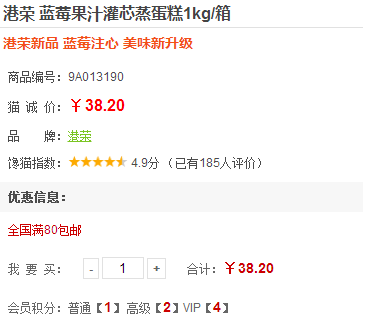 港荣 蓝莓果汁灌芯蒸蛋糕1kg/箱
港荣新品 蓝莓注心 美味新升级
商品编号：9A013190
猫 诚 价：￥38.20
品　　牌：港荣
馋猫指数：★★★★★ 4.9分 （已有185人评价）
优惠信息：
全国满80包邮
我 要 买： - 1 + 合计：￥38.20
会员积分：普通【1】高级【2】VIP【4】